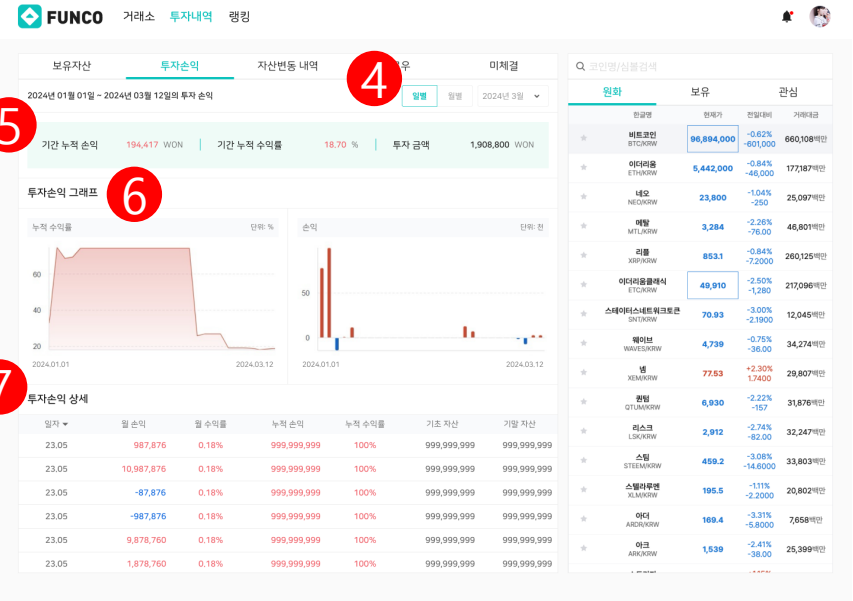 FUNCO 거래소 투자내역 랭킹
보유자산 투자손익 자산변동 내역 4 미체결
2024년 01월 01일 ~ 2024년 03월 12일의 투자 손익 일별 월별 2024년 3월
5
기간 누적 손익 194,417 WON 기간 누적 수익률 18.70 % 투자 금액 1,908,800 WON
투자손익 그래프 6
누적 수익률 단위: %
60
40
20
2024.01.01 2024.03.12
손익 단위: 천
50
0
2024.01.01 2024.03.12
7
투자손익 상세
일자 월 손익 월 수익률 누적 손익 누적 수익률 기초 자산 기말 자산
23.05 987,876 0.18% 999,999,999 100% 999,999,999 999,999,999
23.05 10,987,876 0.18% 999,999,999 100% 999,999,999 999,999,999
23.05 -87,876 0.18% 999,999,999 100% 999,999,999 999,999,999
23.05 -987,876 0.18% 999,999,999 100% 999,999,999 999,999,999
23.05 9,878,760 0.18% 999,999,999 100% 999,999,999 999,999,999
23.05 1,878,760 0.18% 999,999,999 100% 999,999,999 999,999,999
코인명/심볼검색
원화 보유 관심
한글명 현재가 전일대비 거래대금
비트코인 96,894,000 -0.62% 660,108백만
BTC/KRW -601,000
이더리움 5,442,000 -0.84% 177,187백만
ETH/KRW -46,000
네오 23,800 -1.04% 25,097백만
NEO/KRW -250
메탈 3,284 -2.26% 46,801백만
MTL/KRW -76.00
리플 853.1 -0.84% 260,125백만
XRP/KRW -7.2000
이더리움클래식 49,910 -2.50% 217,096백만
ETC/KRW -1,280
스테이터스네트워크토큰 70.93 -3.00% 12,045백만
SNT/KRW -2.1900
웨이브 4,739 -0.75% 34,274백만
WAVES/KRW -36.00
넴 77.53 +2.30% 29,807백만
XEM/KRW 1.7400
퀀텀 6,930 -2.22% 31,876백만
QTUM/KRW -157
리스크 2,912 -2.74% 32,247백만
LSK/KRW -82.00
스팀 459.2 -3.08% 33,803백만
STEEM/KRW -14.6000
스텔라루멘 195.5 -1.11% 20,802백만
XLM/KRW -2.2000
아더 169.4 -3.31% 7,658백만
ARDR/KRW -5.8000
아크 1,539 -2.41% 25,399백만
ARK/KRW -38.00